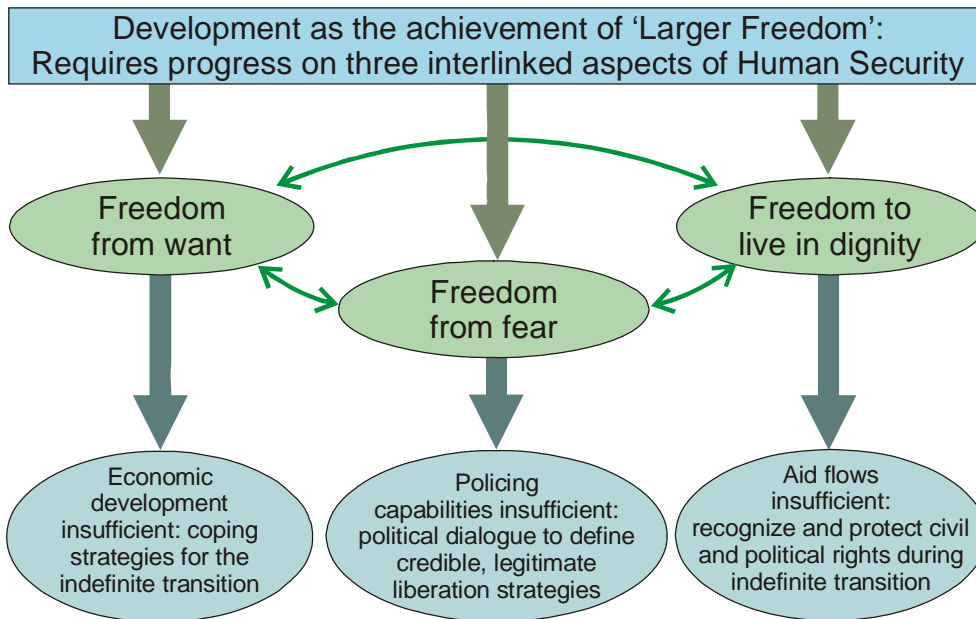 Development as the achievement of ‘Larger Freedom’:
Requires progress on three interlinked aspects of Human Security
Freedom
from want
Freedom
from fear
Freedom to
live in dignity
Economic
development
insufficient: coping
strategies for the
indefinite transition
Policing
capabilities insufficient:
political dialogue to define
credible, legitimate
liberation strategies
Aid flows
insufficient:
recognize and protect civil
and political rights during
indefinite transition